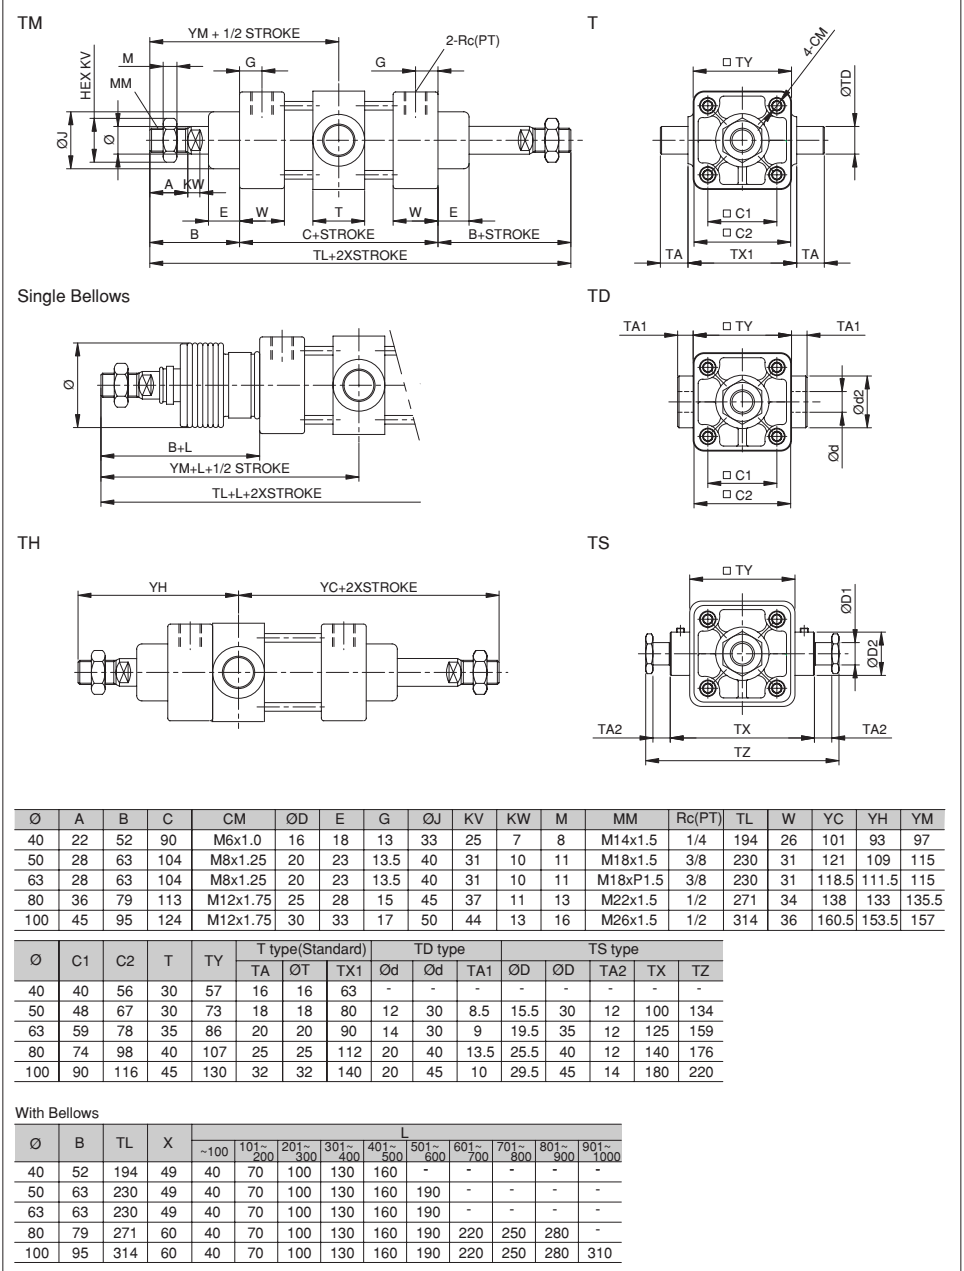 TM
YM + 1/2 STROKE
2-Rc(PT)
M
G
G
HEX KV
MM
ØJ
Ø
A
KW
E
W
T
W
E
B
C+STROKE
B+STROKE
TL+2XSTROKE
T
4-CM
□ TY
ØTD
□ C1
□ C2
TA
TX1
TA
Single Bellows
Ø
B+L
YM+L+1/2 STROKE
TL+L+2XSTROKE
TD
TA1
□ TY
TA1
Ød2
Ød
□ C1
□ C2
TH
YH
YC+2XSTROKE
TS
□ TY
ØD1
ØD2
TA2
TX
TA2
TZ
Ø A B C CM ØD E G ØJ KV KW M MM Rc(PT) TL W YC YH YM
40 22 52 90 M6x1.0 16 18 13 33 25 7 8 M14x1.5 1/4 194 26 101 93 97
50 28 63 104 M8x1.25 20 23 13.5 40 31 10 11 M18x1.5 3/8 230 31 121 109 115
63 28 63 104 M8x1.25 20 23 13.5 40 31 10 11 M18xP1.5 3/8 230 31 118.5 111.5 115
80 36 79 113 M12x1.75 25 28 15 45 37 11 13 M22x1.5 1/2 271 34 138 133 135.5
100 45 95 124 M12x1.75 30 33 17 50 44 13 16 M26x1.5 1/2 314 36 160.5 153.5 157
Ø C1 C2 T TY T type(Standard) TD type TS type
TA ØT TX1 Ød Ød TA1 ØD ØD TA2 TX TZ
40 40 56 30 57 16 16 63 - - - - - - - -
50 48 67 30 73 18 18 80 12 30 8.5 15.5 30 12 100 134
63 59 78 35 86 20 20 90 14 30 9 19.5 35 12 125 159
80 74 98 40 107 25 25 112 20 40 13.5 25.5 40 12 140 176
100 90 116 45 130 32 32 140 20 45 10 29.5 45 14 180 220
With Bellows
Ø B TL X L
~100 101~200 201~300 301~400 401~500 501~600 601~700 701~800 801~900 901~1000
40 52 194 49 40 70 100 130 160 - - - - -
50 63 230 49 40 70 100 130 160 190 - - - -
63 63 230 49 40 70 100 130 160 190 - - - -
80 79 271 60 40 70 100 130 160 190 220 250 280 -
100 95 314 60 40 70 100 130 160 190 220 250 280 310